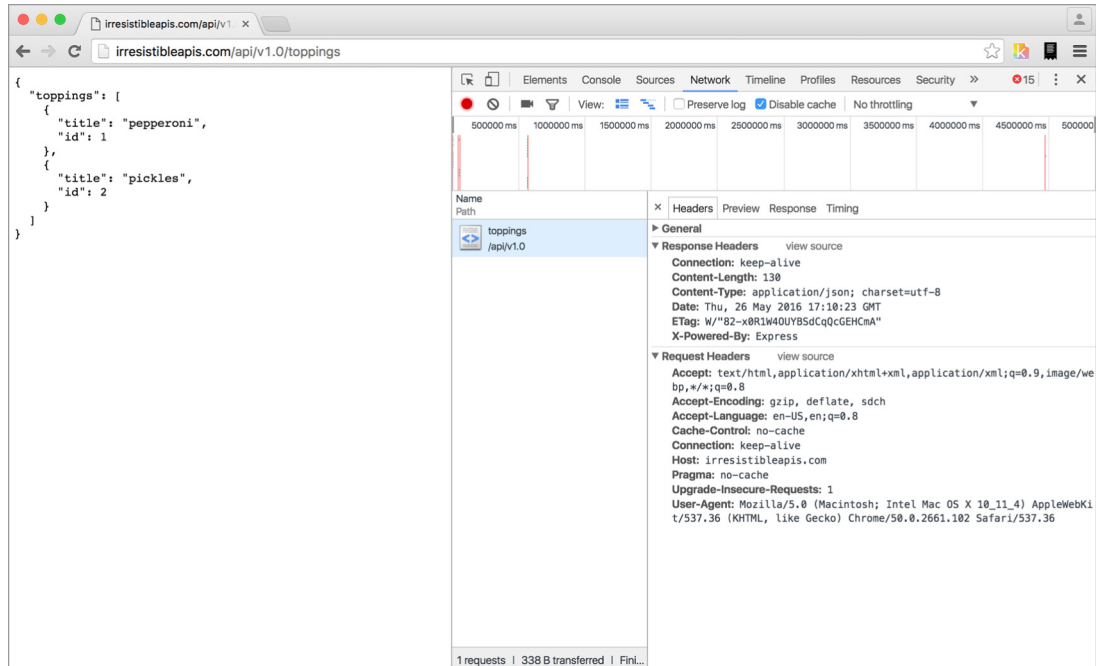 irresistibleapis.com/api/v1.
irresistibleapis.com/api/v1.0/toppings
{
"toppings": [
{
"title": "pepperoni",
"id": 1
},
{
"title": "pickles",
"id": 2
}
]
}
Elements Console Sources Network Timeline Profiles Resources Security » 15
View: Preserve log Disable cache No throttling
500000 ms 1000000 ms 1500000 ms 2000000 ms 2500000 ms 3000000 ms 3500000 ms 4000000 ms 4500000 ms 500000
Name
Path
toppings
/api/v1.0
× Headers Preview Response Timing
General
Response Headers view source
Connection: keep-alive
Content-Length: 130
Content-Type: application/json; charset=utf-8
Date: Thu, 26 May 2016 17:10:23 GMT
ETag: W/"82-x0R1W4OUYBSdCqQcGEHCmA"
X-Powered-By: Express
Request Headers view source
Accept: text/html,application/xhtml+xml,application/xml;q=0.9,image/we
bp,*/*;q=0.8
Accept-Encoding: gzip, deflate, sdch
Accept-Language: en-US,en;q=0.8
Cache-Control: no-cache
Connection: keep-alive
Host: irresistibleapis.com
Pragma: no-cache
Upgrade-Insecure-Requests: 1
User-Agent: Mozilla/5.0 (Macintosh; Intel Mac OS X 10_11_4) AppleWebKi
t/537.36 (KHTML, like Gecko) Chrome/50.0.2661.102 Safari/537.36
1 requests | 338 B transferred | Fini...